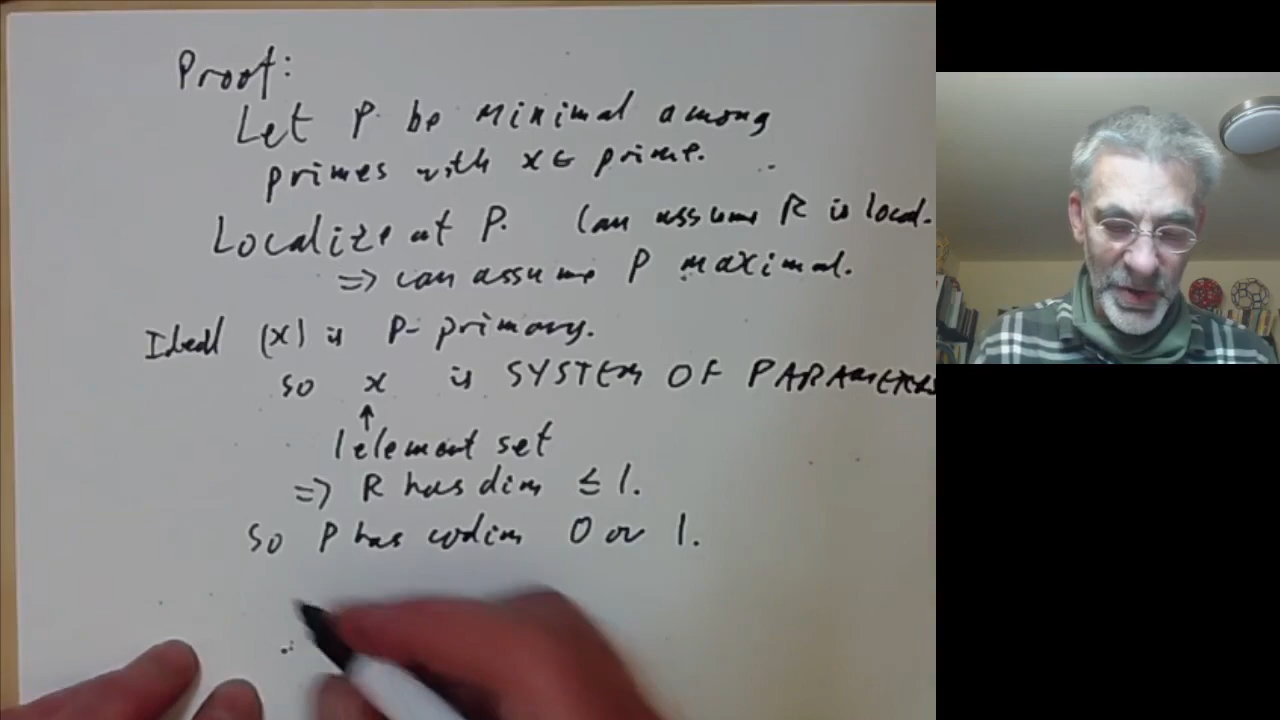 Proof:
Let P be minimal among
primes with x ∈ prime.
Localize at P. Can assume R is local.
⇒ can assume P maximal.
Ideal (x) is P-primary.
so x is SYSTEM OF PARAMETERS
↑
1 element set
⇒ R has dim ≤ 1.
So P has codim 0 or 1.